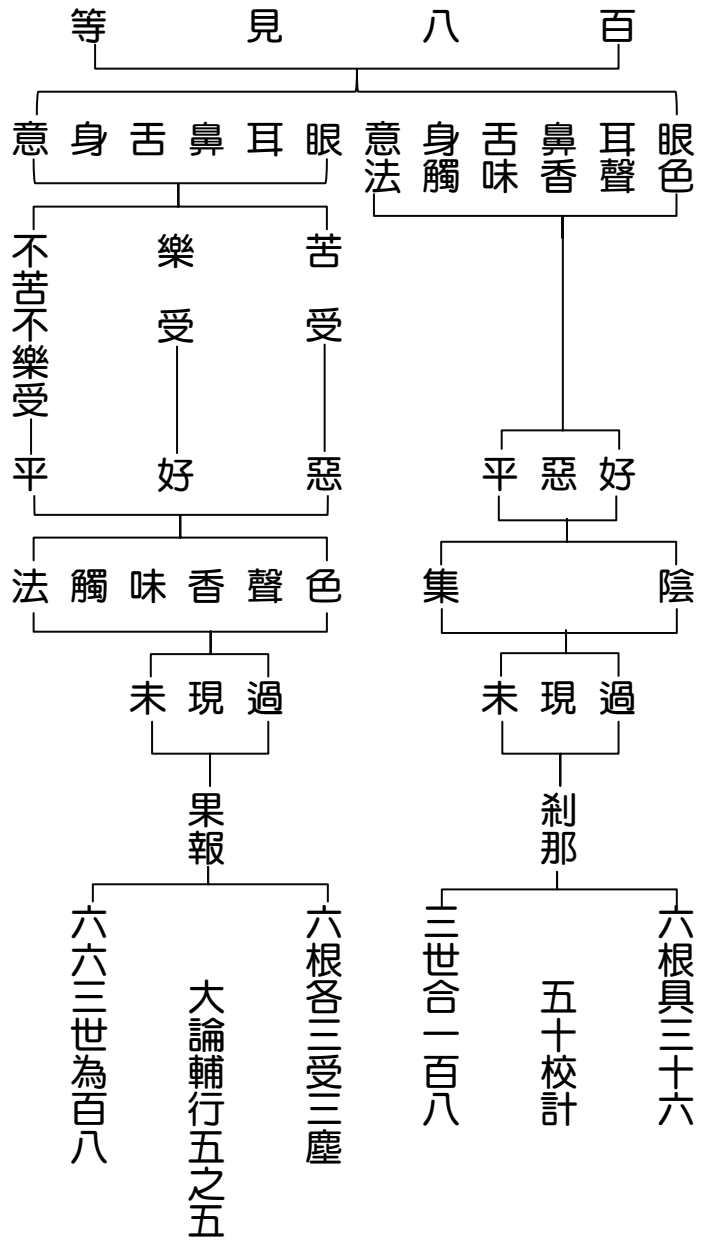 百八見等
眼色 耳聲 鼻香 舌味 身觸 意法
好 惡 平
陰 集
過 現 未
剎那
六根具三十六
五十校計
三世合一百八
眼 耳 鼻 舌 身 意
苦受 樂受 不苦不樂受
惡 好 平
色 聲 香 味 觸 法
過 現 未
果報
六根各三受三塵
大論輔行五之五
六六三世為百八